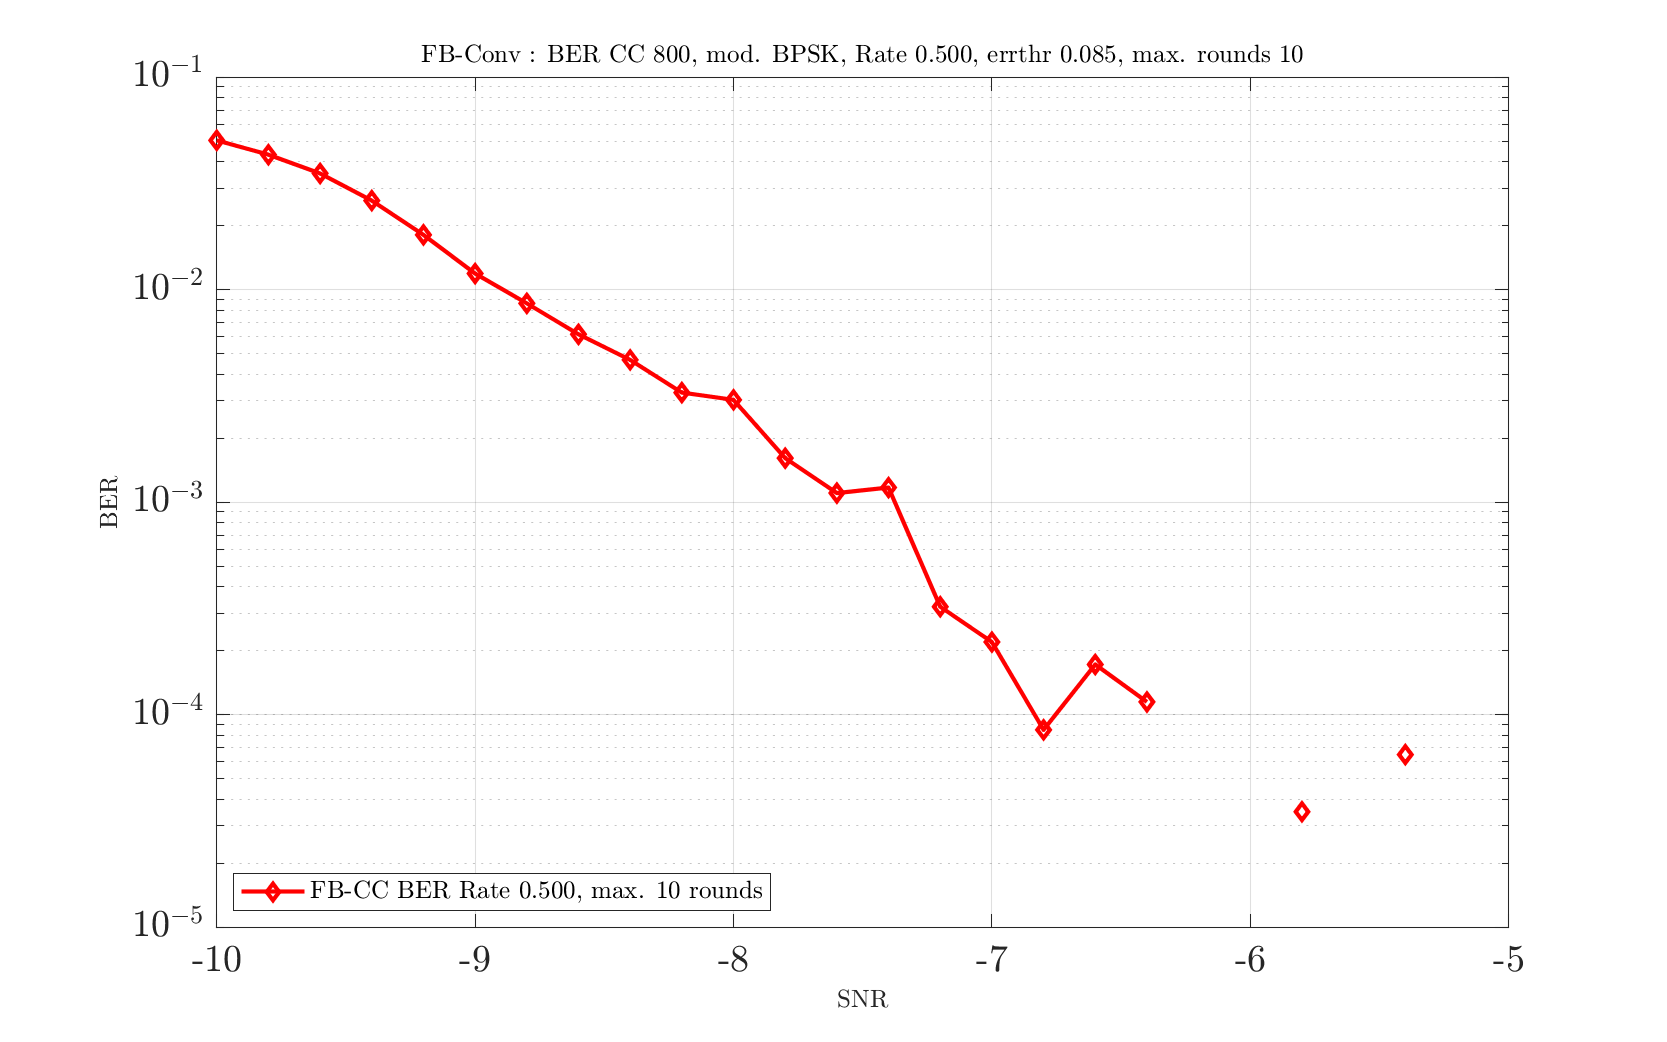 FB-Conv : BER CC 800, mod. BPSK, Rate 0.500, errthr 0.085, max. rounds 10
10^{-1}
10^{-2}
10^{-3}
10^{-4}
10^{-5}
BER
FB-CC BER Rate 0.500, max. 10 rounds
-10 -9 -8 -7 -6 -5
SNR